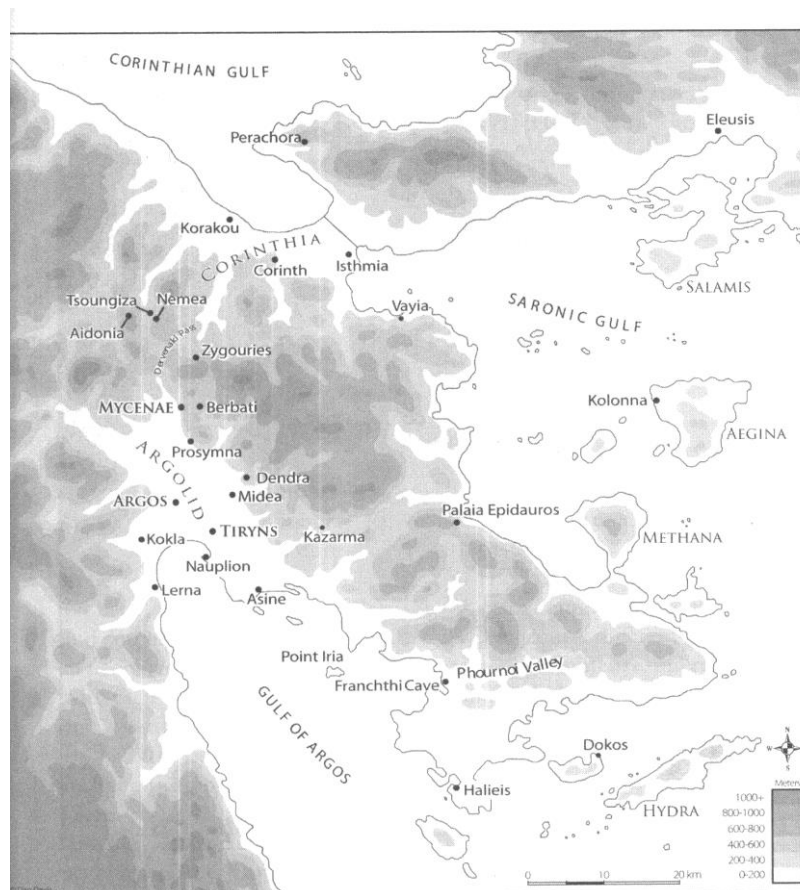 CORINTHIAN GULF
Perachora
Eleusis
Korakou
CORINTHIA
Corinth
Isthmia
SALAMIS
Tsoungiza
Nemea
Vayia
SARONIC GULF
Aidonia
Dervenaki Pass
Zygouries
Kolonna
MYCENAE
Berbati
AEGINA
Prosymna
ARGOLID
Dendra
Midea
ARGOS
Palaia Epidauros
TIRYNS
Kazarma
METHANA
Kokla
Nauplion
Lerna
Asine
Point Iria
Phournoi Valley
Franchthi Cave
GULF OF ARGOS
Dokos
N
W
S
Halieis
HYDRA
Meters
1000+
800-1000
600-800
400-600
200-400
0-200
0
10
20 km